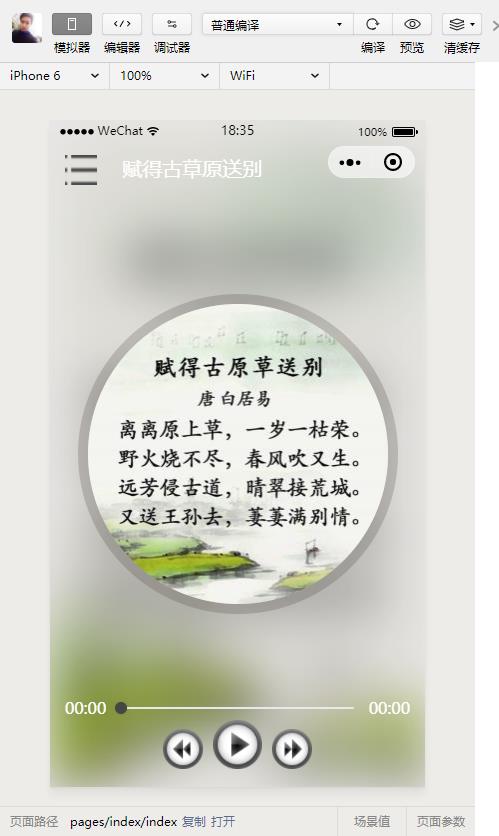 普通编译
模拟器 编辑器 调试器 编译 预览 清缓存
iPhone 6 100% WiFi
WeChat 18:35 100%
赋得古草原送别
赋得古原草送别
唐 白居易
离离原上草，一岁一枯荣。
野火烧不尽，春风吹又生。
远芳侵古道，晴翠接荒城。
又送王孙去，萋萋满别情。
00:00 00:00
页面路径 pages/index/index 复制 打开 场景值 页面参数